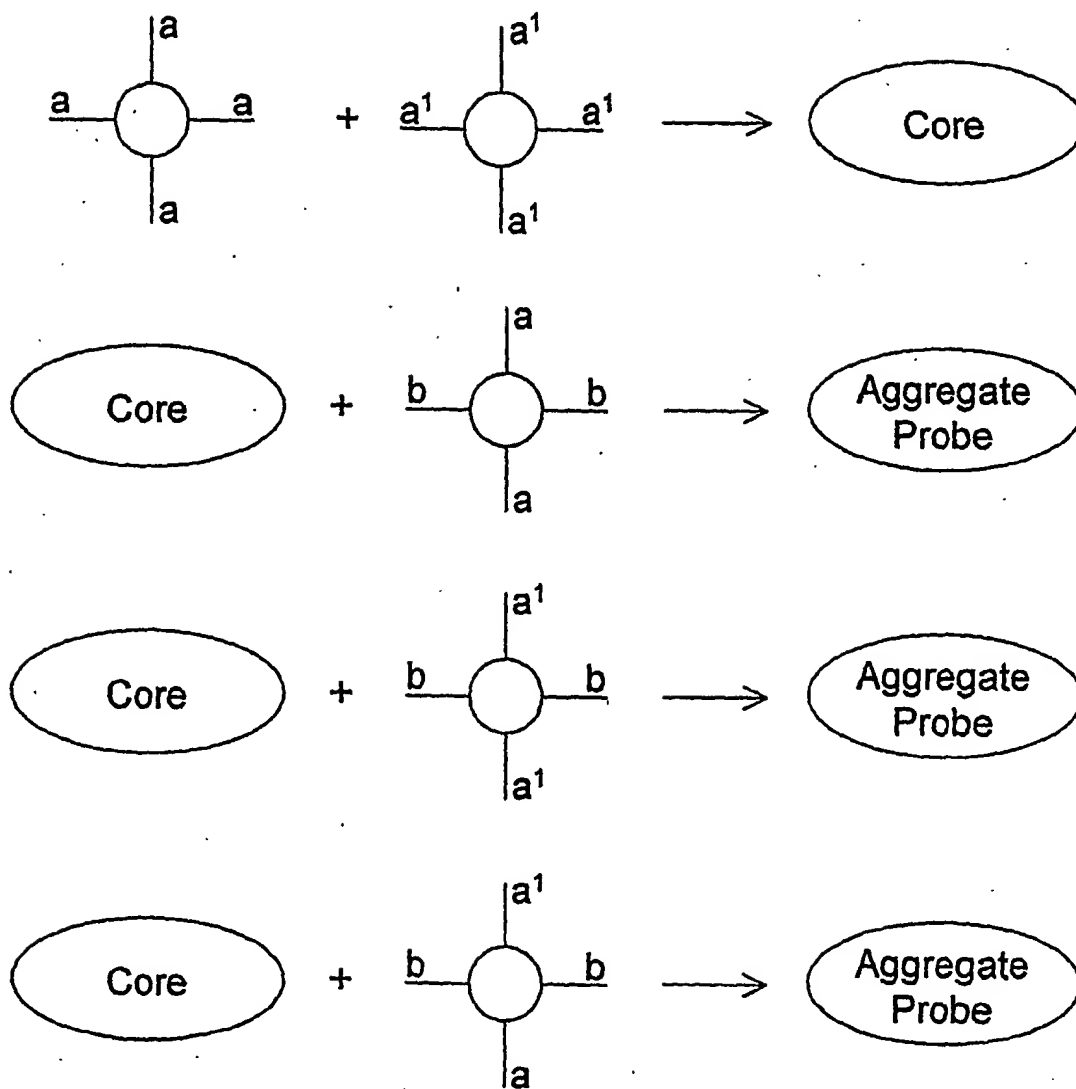 a a¹
a a + a¹ a¹ Core
a a¹
a
Core + b b Aggregate
Probe
a
a¹
Core + b b Aggregate
Probe
a¹
a¹
Core + b b Aggregate
Probe
a